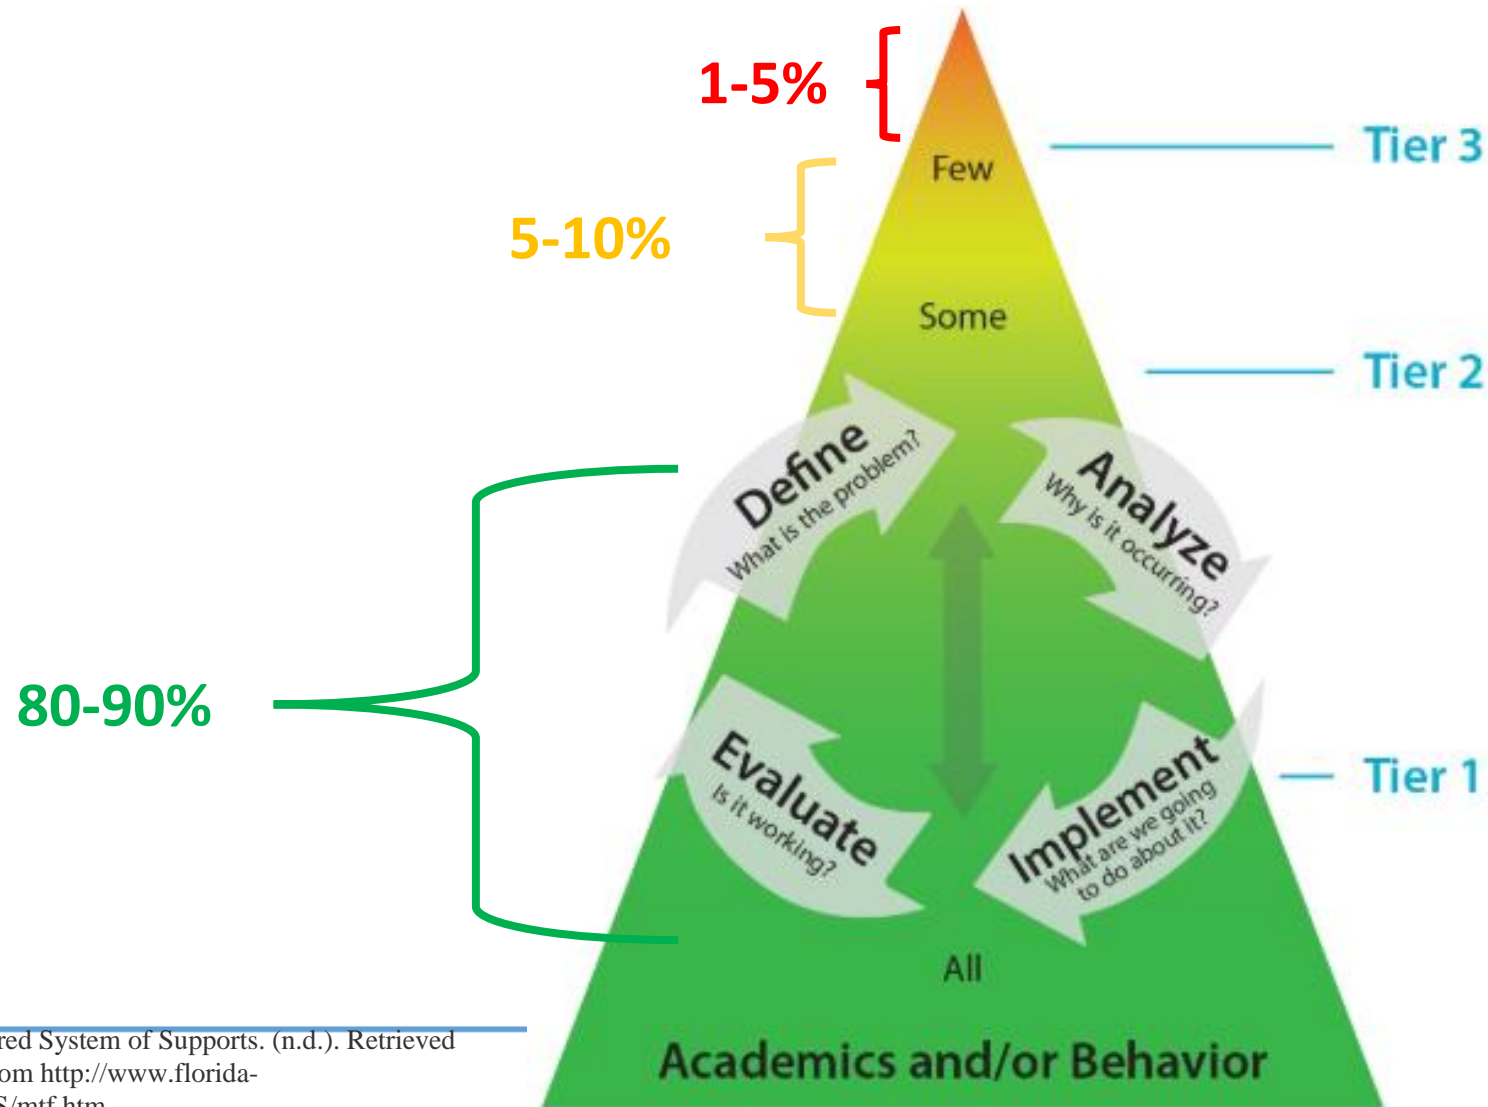 1-5%
Tier 3
Few
5-10%
Some
Tier 2
Define
What is the problem?
Analyze
Why is it occurring?
80-90%
Evaluate
Is it working?
Implement
What are we going
to do about it?
Tier 1
All
red System of Supports. (n.d.). Retrieved
om http://www.florida-
S/mtf.htm
Academics and/or Behavior